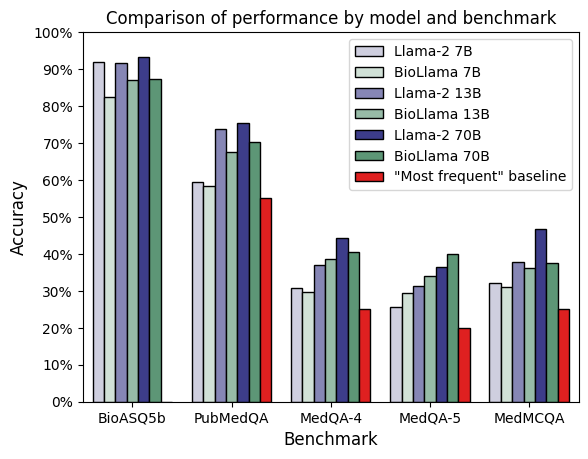 Comparison of performance by model and benchmark
100%
90%
80%
70%
60%
50%
40%
30%
20%
10%
0%
Accuracy
Llama-2 7B
BioLlama 7B
Llama-2 13B
BioLlama 13B
Llama-2 70B
BioLlama 70B
"Most frequent" baseline
BioASQ5b PubMedQA MedQA-4 MedQA-5 MedMCQA
Benchmark